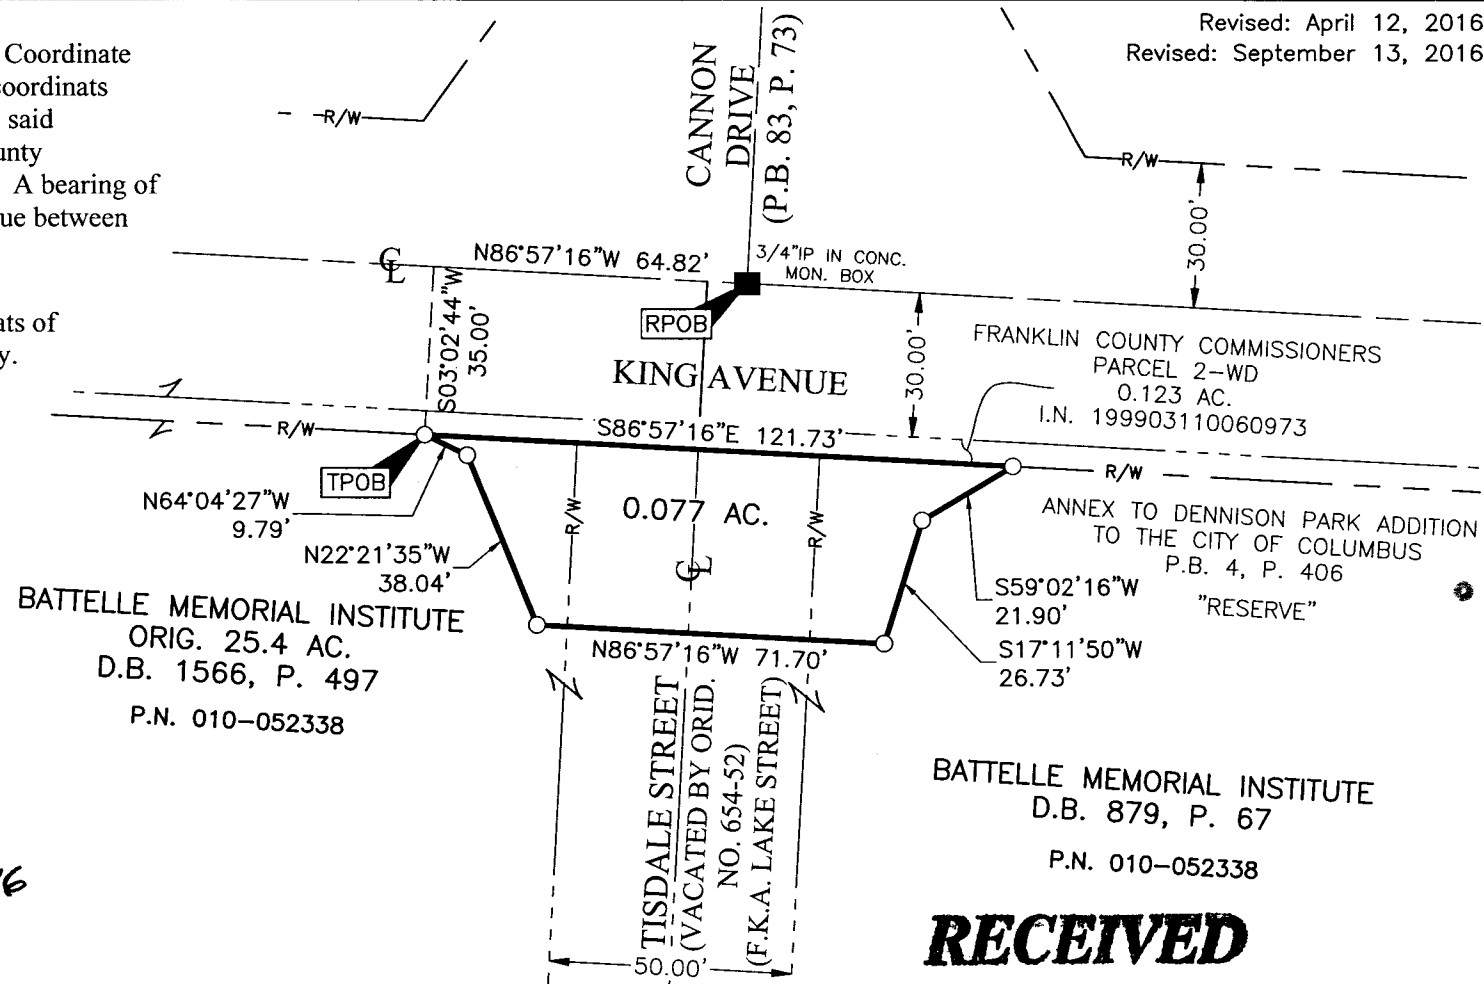 Revised: April 12, 2016
Revised: September 13, 2016
Coordinate
said
A bearing of
between
of
CANNON
DRIVE
(P.B. 83, P. 73)
R/W
R/W
30.00'
CL
N86°57'16"W 64.82'
3/4"IP IN CONC.
MON. BOX
RPOB
S03°02'44"W
35.00'
KING AVENUE
30.00'
FRANKLIN COUNTY COMMISSIONERS
PARCEL 2-WD
0.123 AC.
I.N. 199903110060973
R/W
S86°57'16"E 121.73'
R/W
TPOB
N64°04'27"W
9.79'
N22°21'35"W
38.04'
R/W
0.077 AC.
R/W
CL
ANNEX TO DENNISON PARK ADDITION
TO THE CITY OF COLUMBUS
P.B. 4, P. 406
"RESERVE"
S59°02'16"W
21.90'
S17°11'50"W
26.73'
BATTELLE MEMORIAL INSTITUTE
ORIG. 25.4 AC.
D.B. 1566, P. 497
P.N. 010-052338
N86°57'16"W 71.70'
TISDALE STREET
(VACATED BY ORID.
NO. 654-52)
(F.K.A. LAKE STREET)
50.00'
BATTELLE MEMORIAL INSTITUTE
D.B. 879, P. 67
P.N. 010-052338
RECEIVED